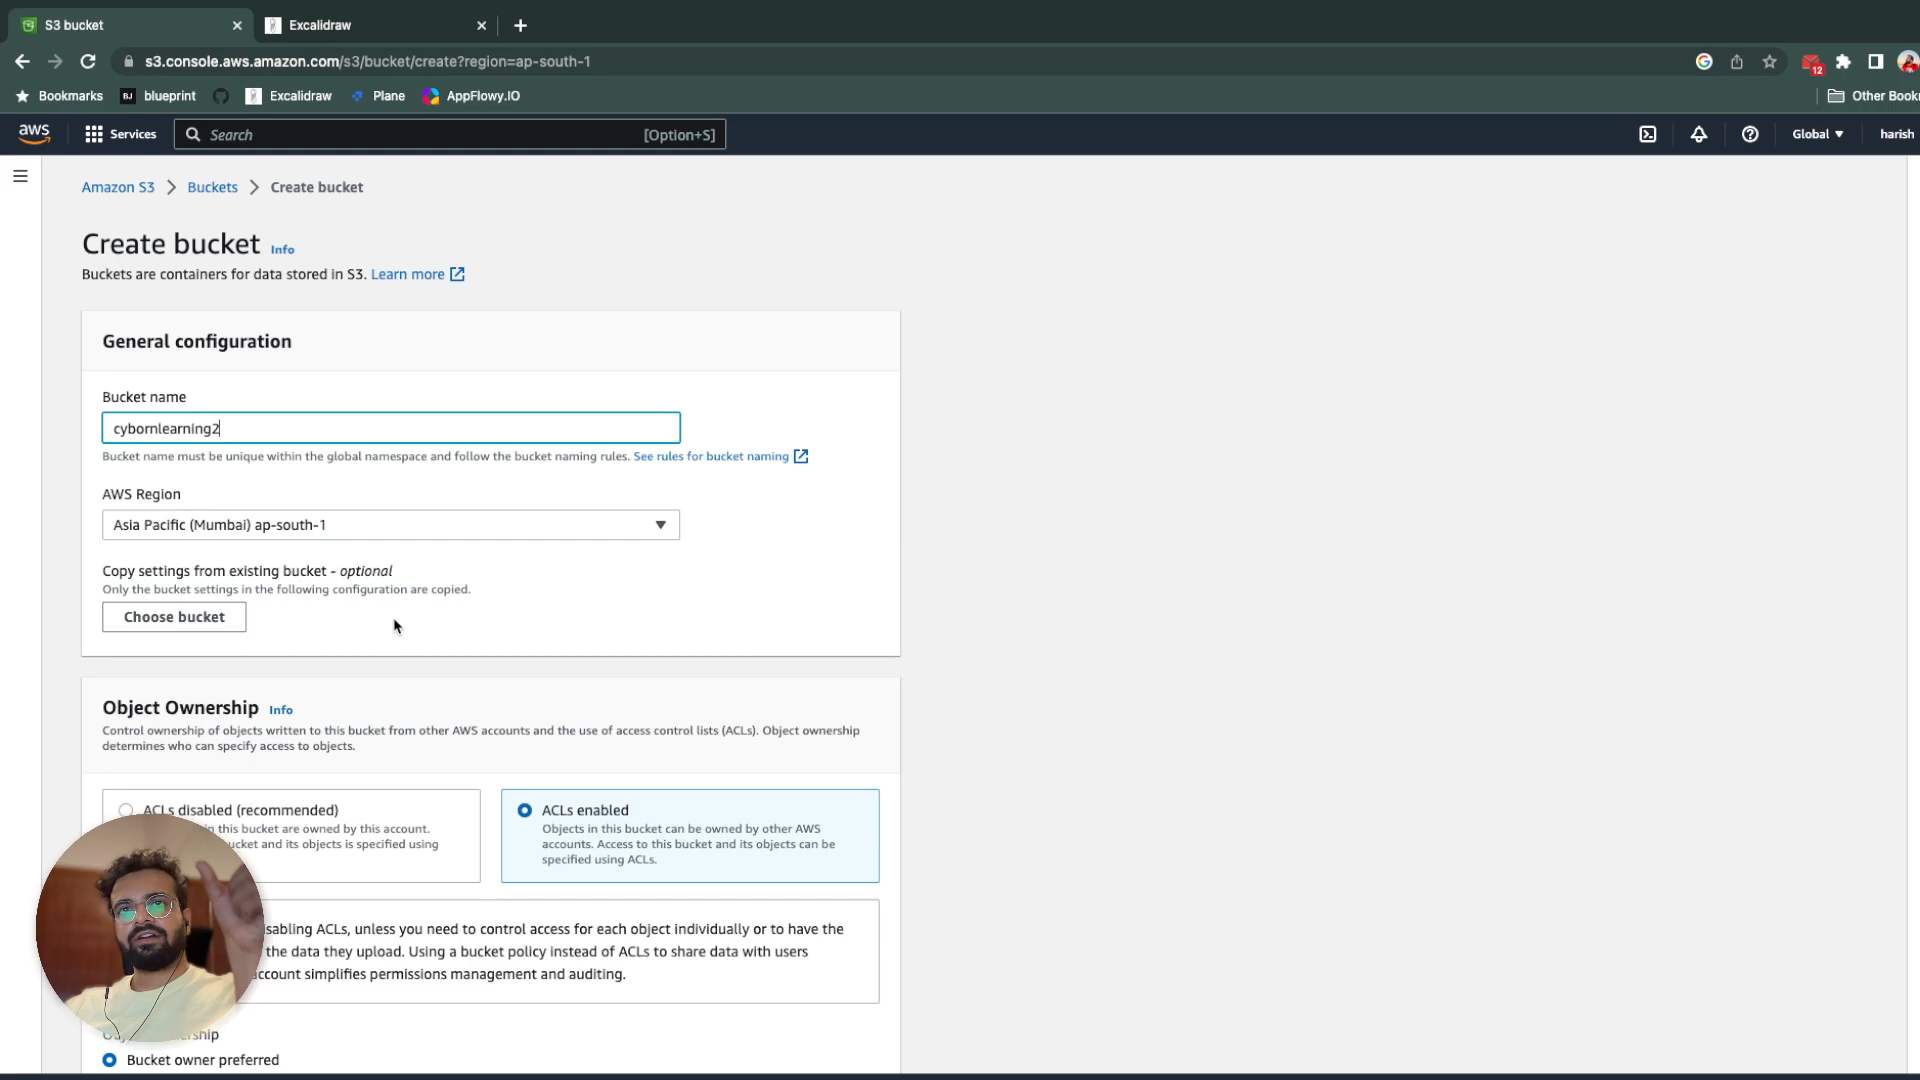 S3 bucket
Excalidraw
s3.console.aws.amazon.com/s3/bucket/create?region=ap-south-1
12
Bookmarks
BJ blueprint
Excalidraw
Plane
AppFlowy.IO
Other Book
aws
Services
Search
[Option+S]
Global
harish
Amazon S3 > Buckets > Create bucket
Create bucket Info
Buckets are containers for data stored in S3. Learn more
General configuration
Bucket name
cybornlearning2
Bucket name must be unique within the global namespace and follow the bucket naming rules. See rules for bucket naming
AWS Region
Asia Pacific (Mumbai) ap-south-1
Copy settings from existing bucket - optional
Only the bucket settings in the following configuration are copied.
Choose bucket
Object Ownership Info
Control ownership of objects written to this bucket from other AWS accounts and the use of access control lists (ACLs). Object ownership
determines who can specify access to objects.
ACLs disabled (recommended)
this bucket are owned by this account.
and its objects is specified using
ACLs enabled
Objects in this bucket can be owned by other AWS
accounts. Access to this bucket and its objects can be
specified using ACLs.
sabling ACLs, unless you need to control access for each object individually or to have the
the data they upload. Using a bucket policy instead of ACLs to share data with users
account simplifies permissions management and auditing.
Bucket owner preferred